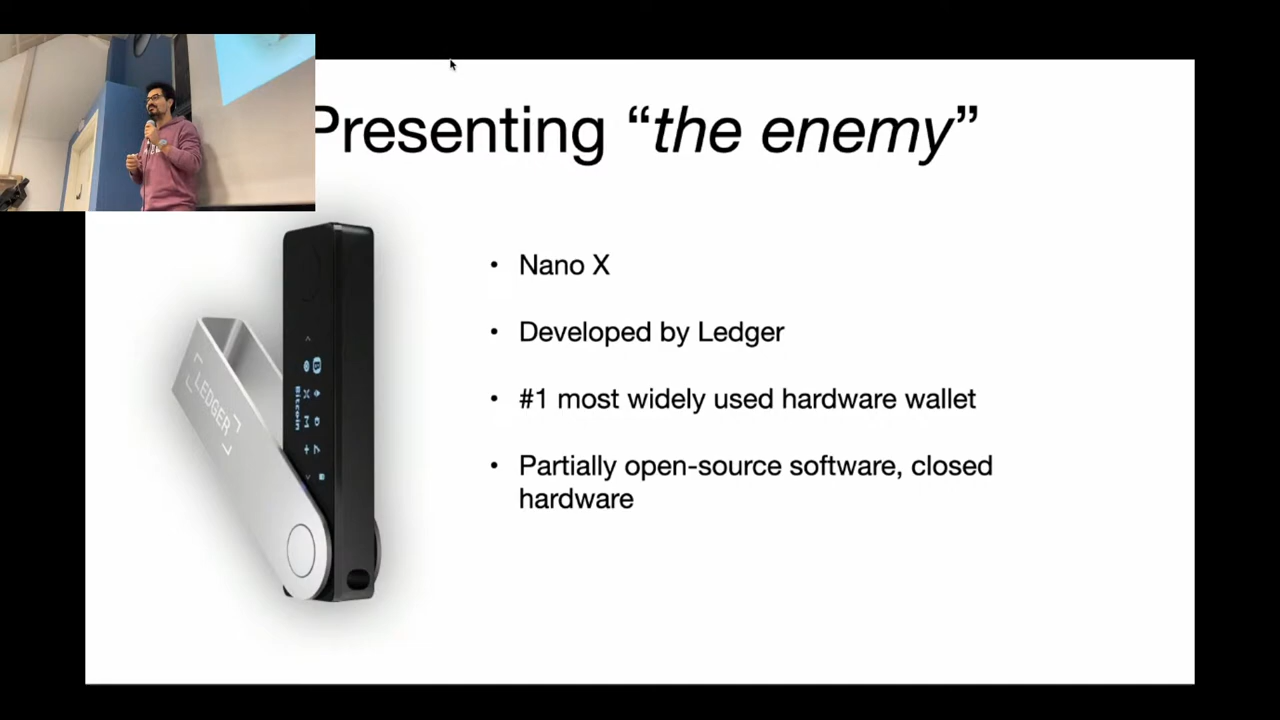 Presenting “the enemy”
• Nano X
• Developed by Ledger
• #1 most widely used hardware wallet
• Partially open-source software, closed
hardware
LEDGER
Bitcoin